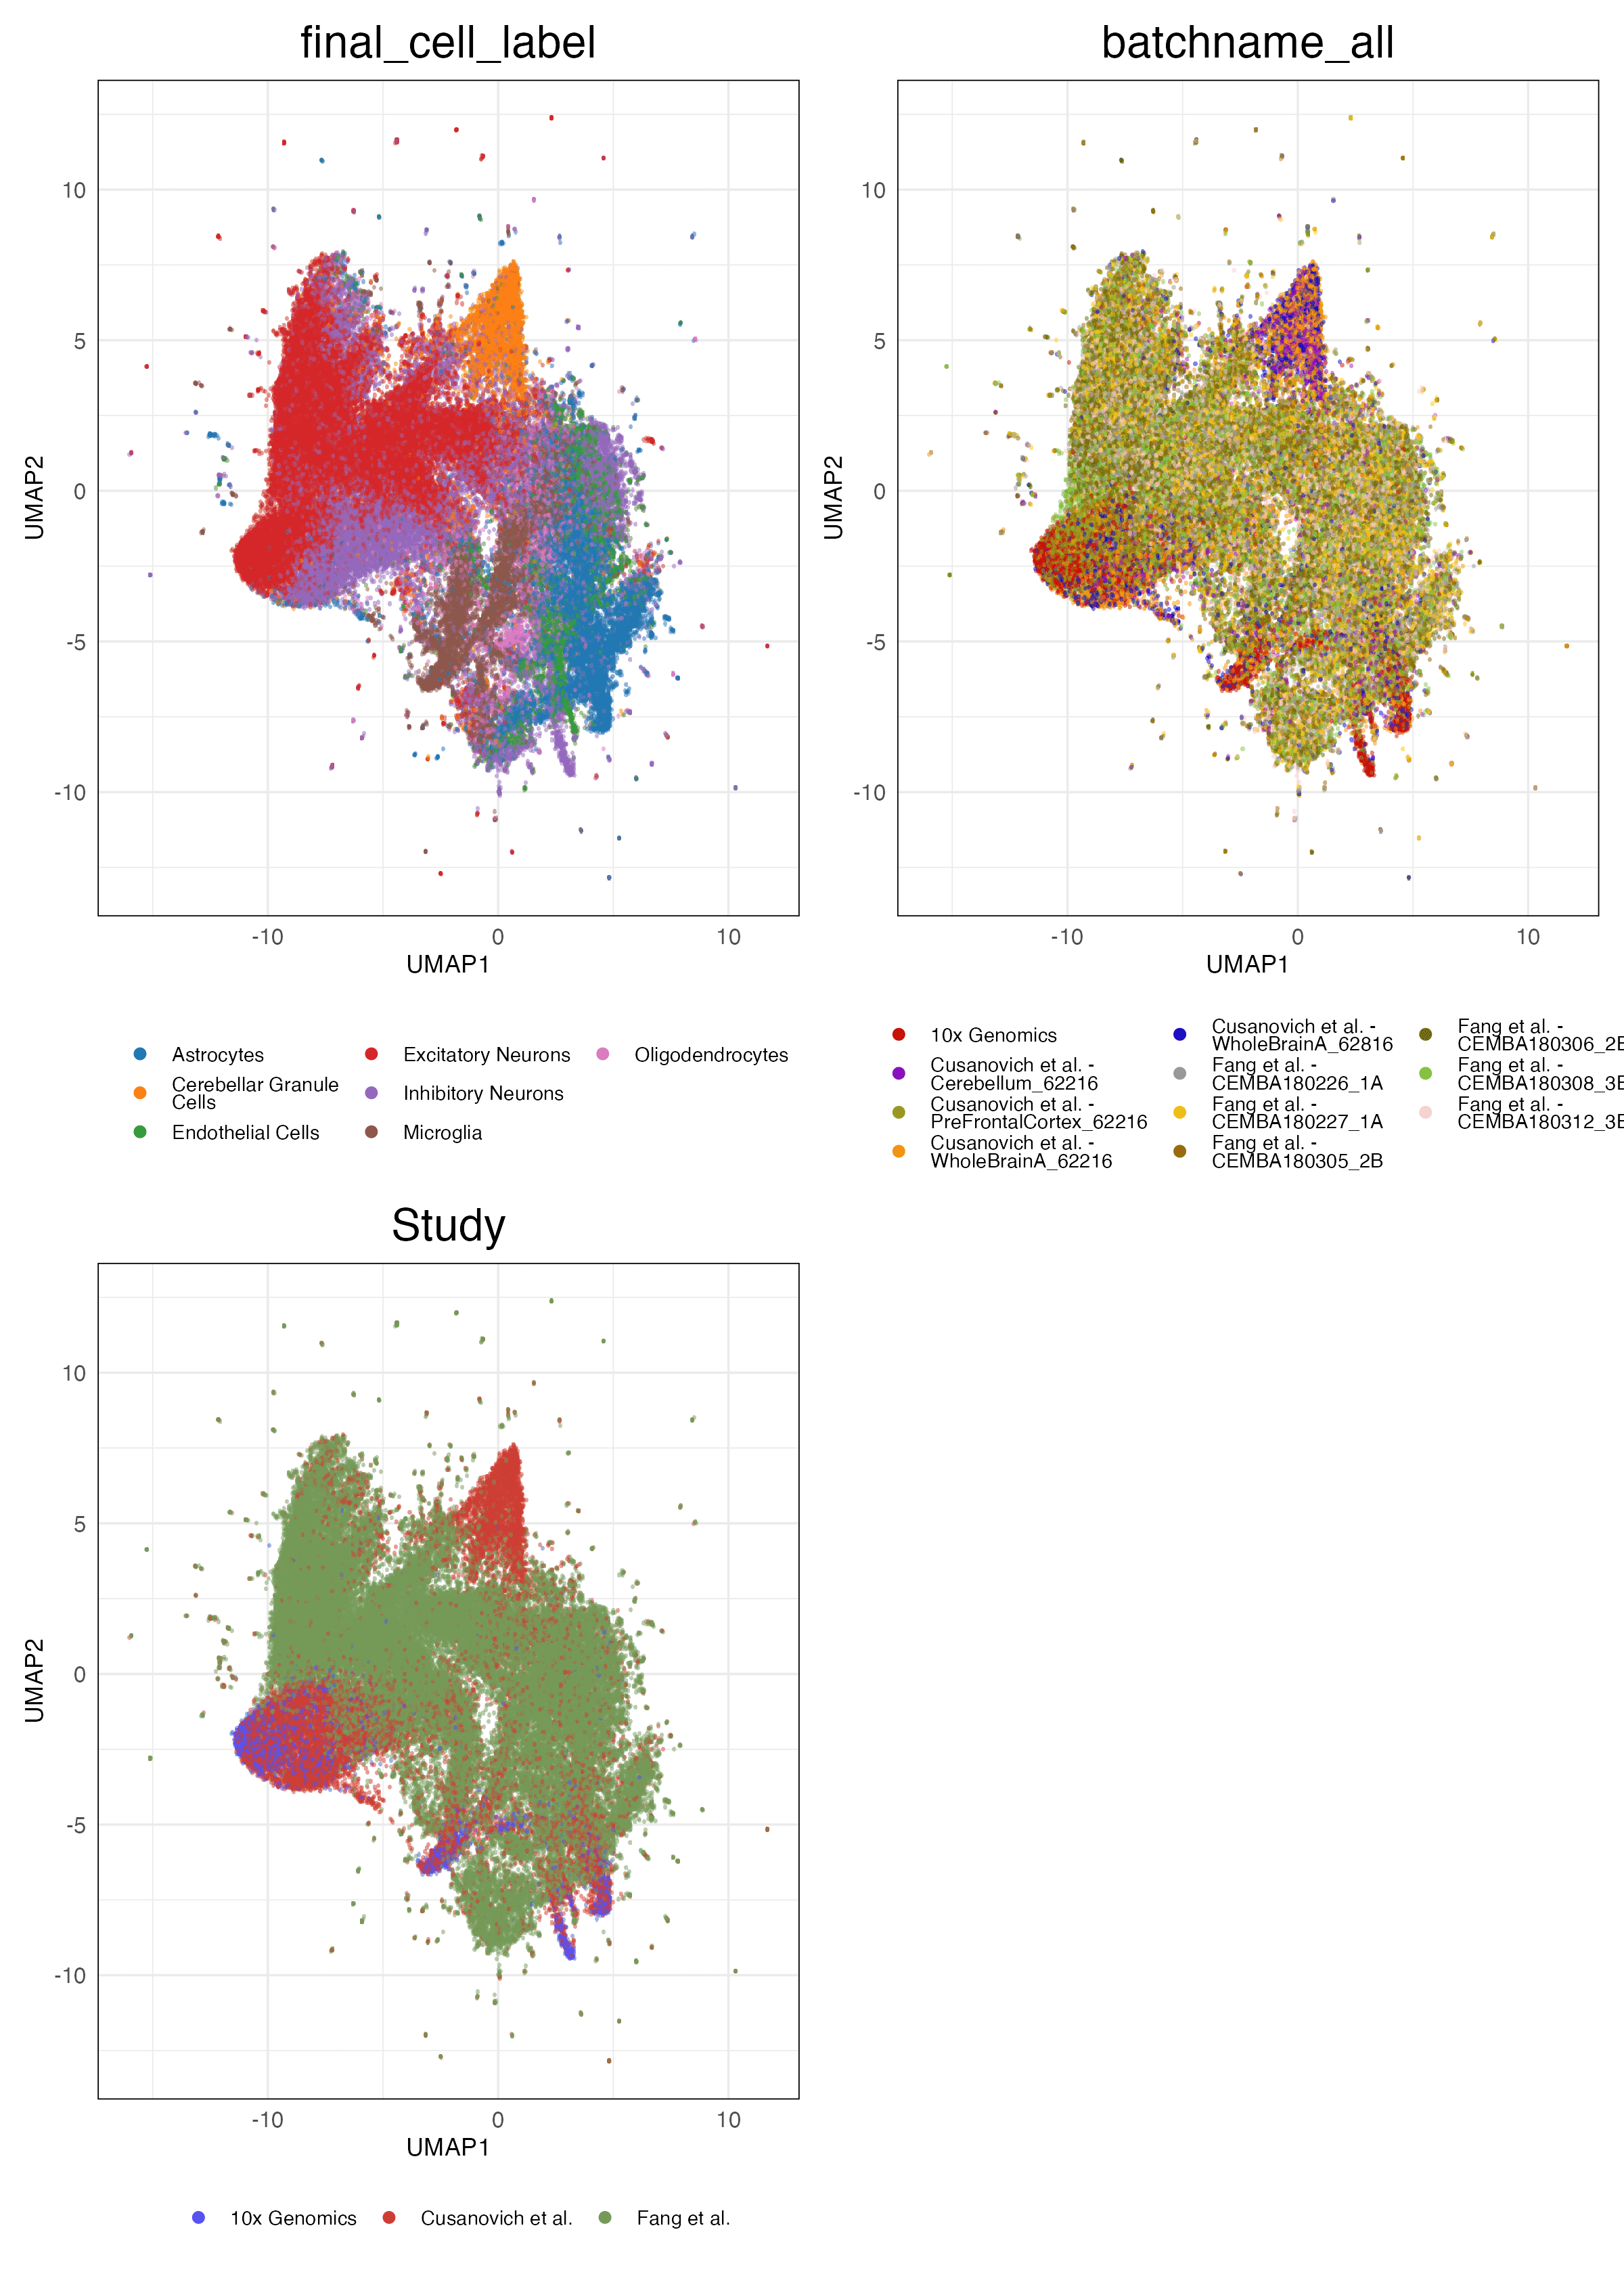 final_cell_label
10
5
0
-5
-10
UMAP2
-10
0
10
UMAP1
Astrocytes
Cerebellar Granule
Cells
Endothelial Cells
Excitatory Neurons
Inhibitory Neurons
Microglia
Oligodendrocytes
batchname_all
10
5
0
-5
-10
UMAP2
-10
0
10
UMAP1
10x Genomics
Cusanovich et al. -
Cerebellum_62216
Cusanovich et al. -
PreFrontalCortex_62216
Cusanovich et al. -
WholeBrainA_62216
Cusanovich et al. -
WholeBrainA_62816
Fang et al. -
CEMBA180226_1A
Fang et al. -
CEMBA180227_1A
Fang et al. -
CEMBA180305_2B
Fang et al. -
CEMBA180306_2
Fang et al. -
CEMBA180308_3
Fang et al. -
CEMBA180312_3
Study
10
5
0
-5
-10
UMAP2
-10
0
10
UMAP1
10x Genomics
Cusanovich et al.
Fang et al.